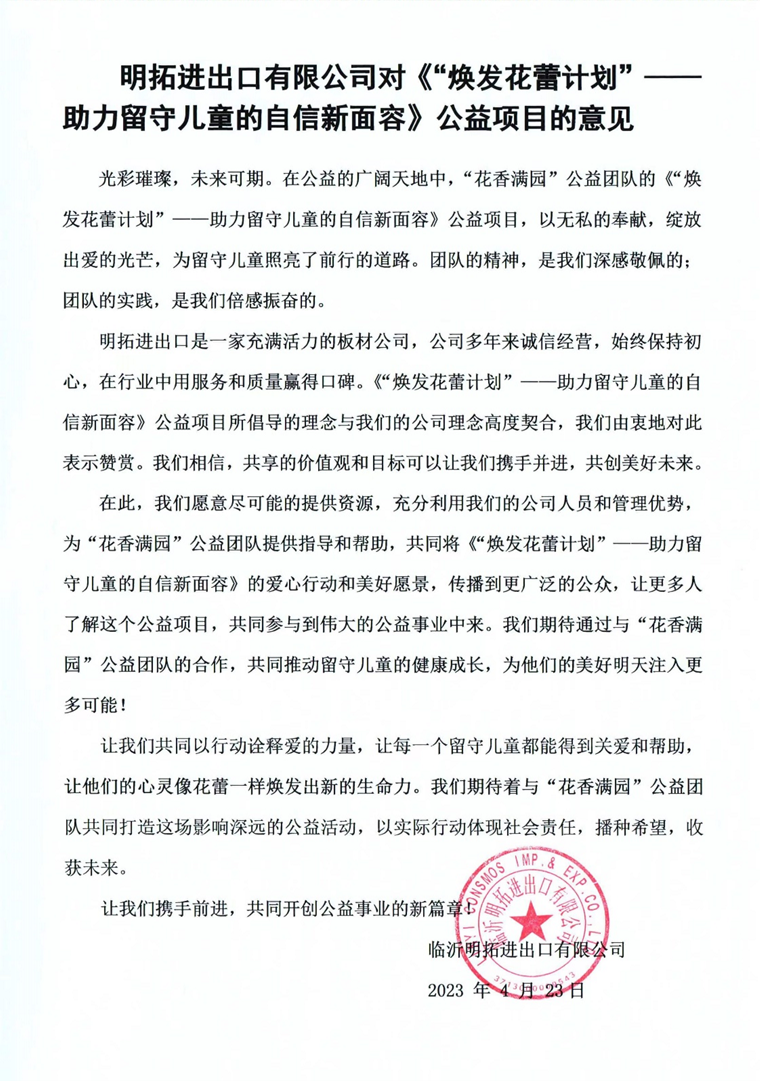 明拓进出口有限公司对《“焕发花蕾计划”——
助力留守儿童的自信新面容》公益项目的意见
光彩璀璨，未来可期。在公益的广阔天地中，“花香满园”公益团队的《“焕
发花蕾计划”——助力留守儿童的自信新面容》公益项目，以无私的奉献，绽放
出爱的光芒，为留守儿童照亮了前行的道路。团队的精神，是我们深感敬佩的；
团队的实践，是我们倍感振奋的。
明拓进出口是一家充满活力的板材公司，公司多年来诚信经营，始终保持初
心，在行业中用服务和质量赢得口碑。《“焕发花蕾计划”——助力留守儿童的自
信新面容》公益项目所倡导的理念与我们的公司理念高度契合，我们由衷地对此
表示赞赏。我们相信，共享的价值观和目标可以让我们携手并进，共创美好未来。
在此，我们愿意尽可能的提供资源，充分利用我们的公司人员和管理优势，
为“花香满园”公益团队提供指导和帮助，共同将《“焕发花蕾计划”——助力留
守儿童的自信新面容》的爱心行动和美好愿景，传播到更广泛的公众，让更多人
了解这个公益项目，共同参与到伟大的公益事业中来。我们期待通过与“花香满
园”公益团队的合作，共同推动留守儿童的健康成长，为他们的美好明天注入更
多可能！
让我们共同以行动诠释爱的力量，让每一个留守儿童都能得到关爱和帮助，
让他们的心灵像花蕾一样焕发出新的生命力。我们期待着与“花香满园”公益团
队共同打造这场影响深远的公益活动，以实际行动体现社会责任，播种希望，收
获未来。
让我们携手前进，共同开创公益事业的新篇章！
CONSMOS IMP.& EXP.CO.,LTD
临沂明拓进出口有限公司
临沂明拓进出口有限公司
2023 年 4 月 23 日